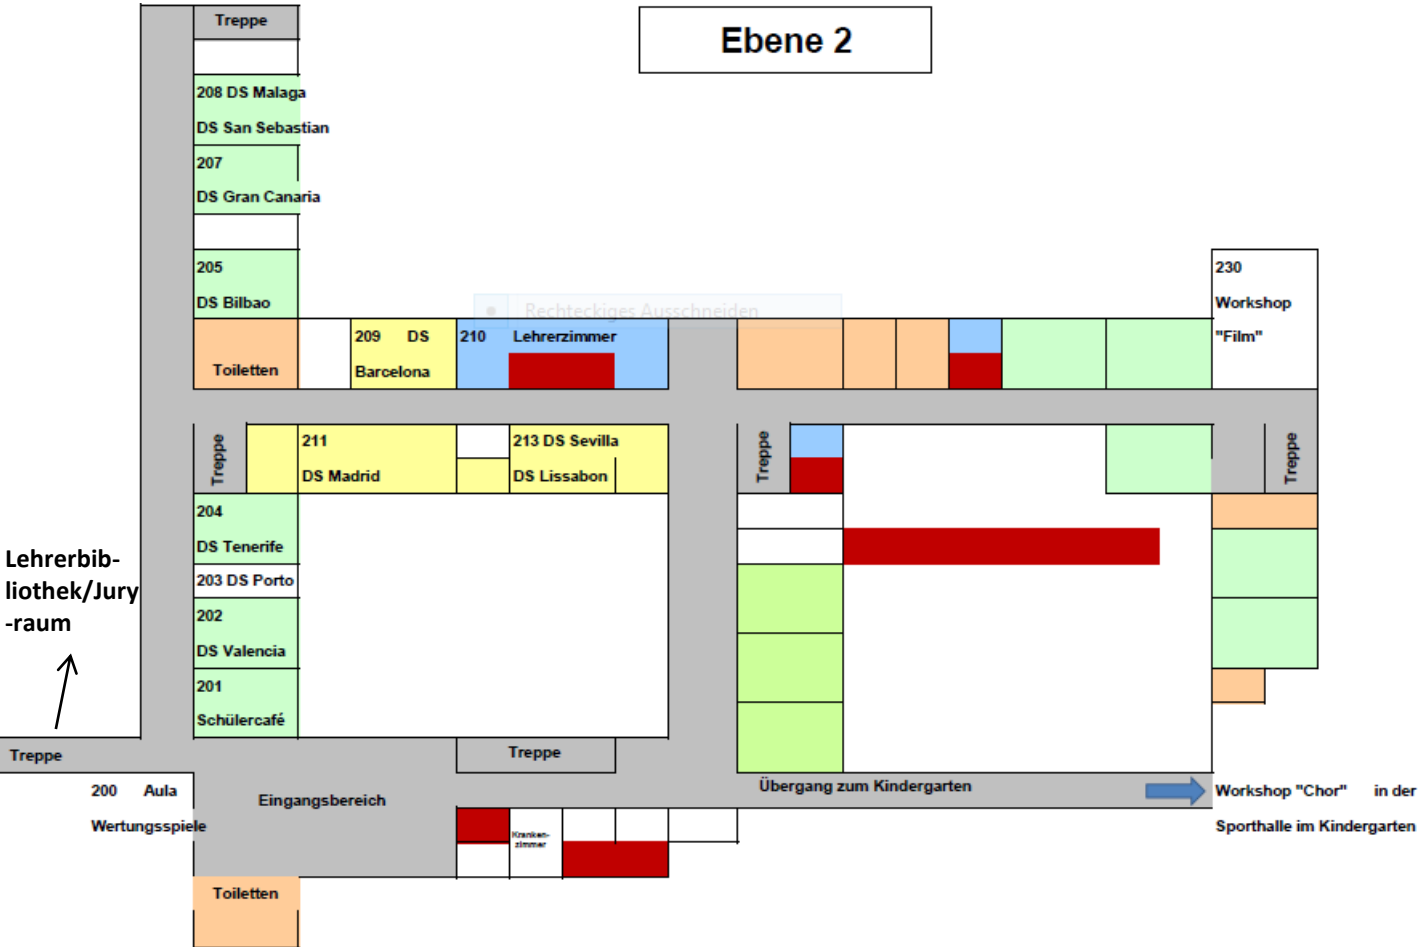 Ebene 2
Treppe
208 DS Malaga
DS San Sebastian
207
DS Gran Canaria
205
DS Bilbao
Toiletten
209 DS
Barcelona
210 Lehrerzimmer
Rechteckiges Ausschneiden
230
Workshop
"Film"
Treppe
211
DS Madrid
213 DS Sevilla
DS Lissabon
Treppe
Treppe
204
DS Tenerife
203 DS Porto
202
DS Valencia
201
Schülercafé
Lehrerbib-
liothek/Jury
-raum
Treppe
Treppe
200 Aula
Wertungsspiele
Eingangsbereich
Übergang zum Kindergarten
Workshop "Chor" in der
Sporthalle im Kindergarten
Kranken-
zimmer
Toiletten